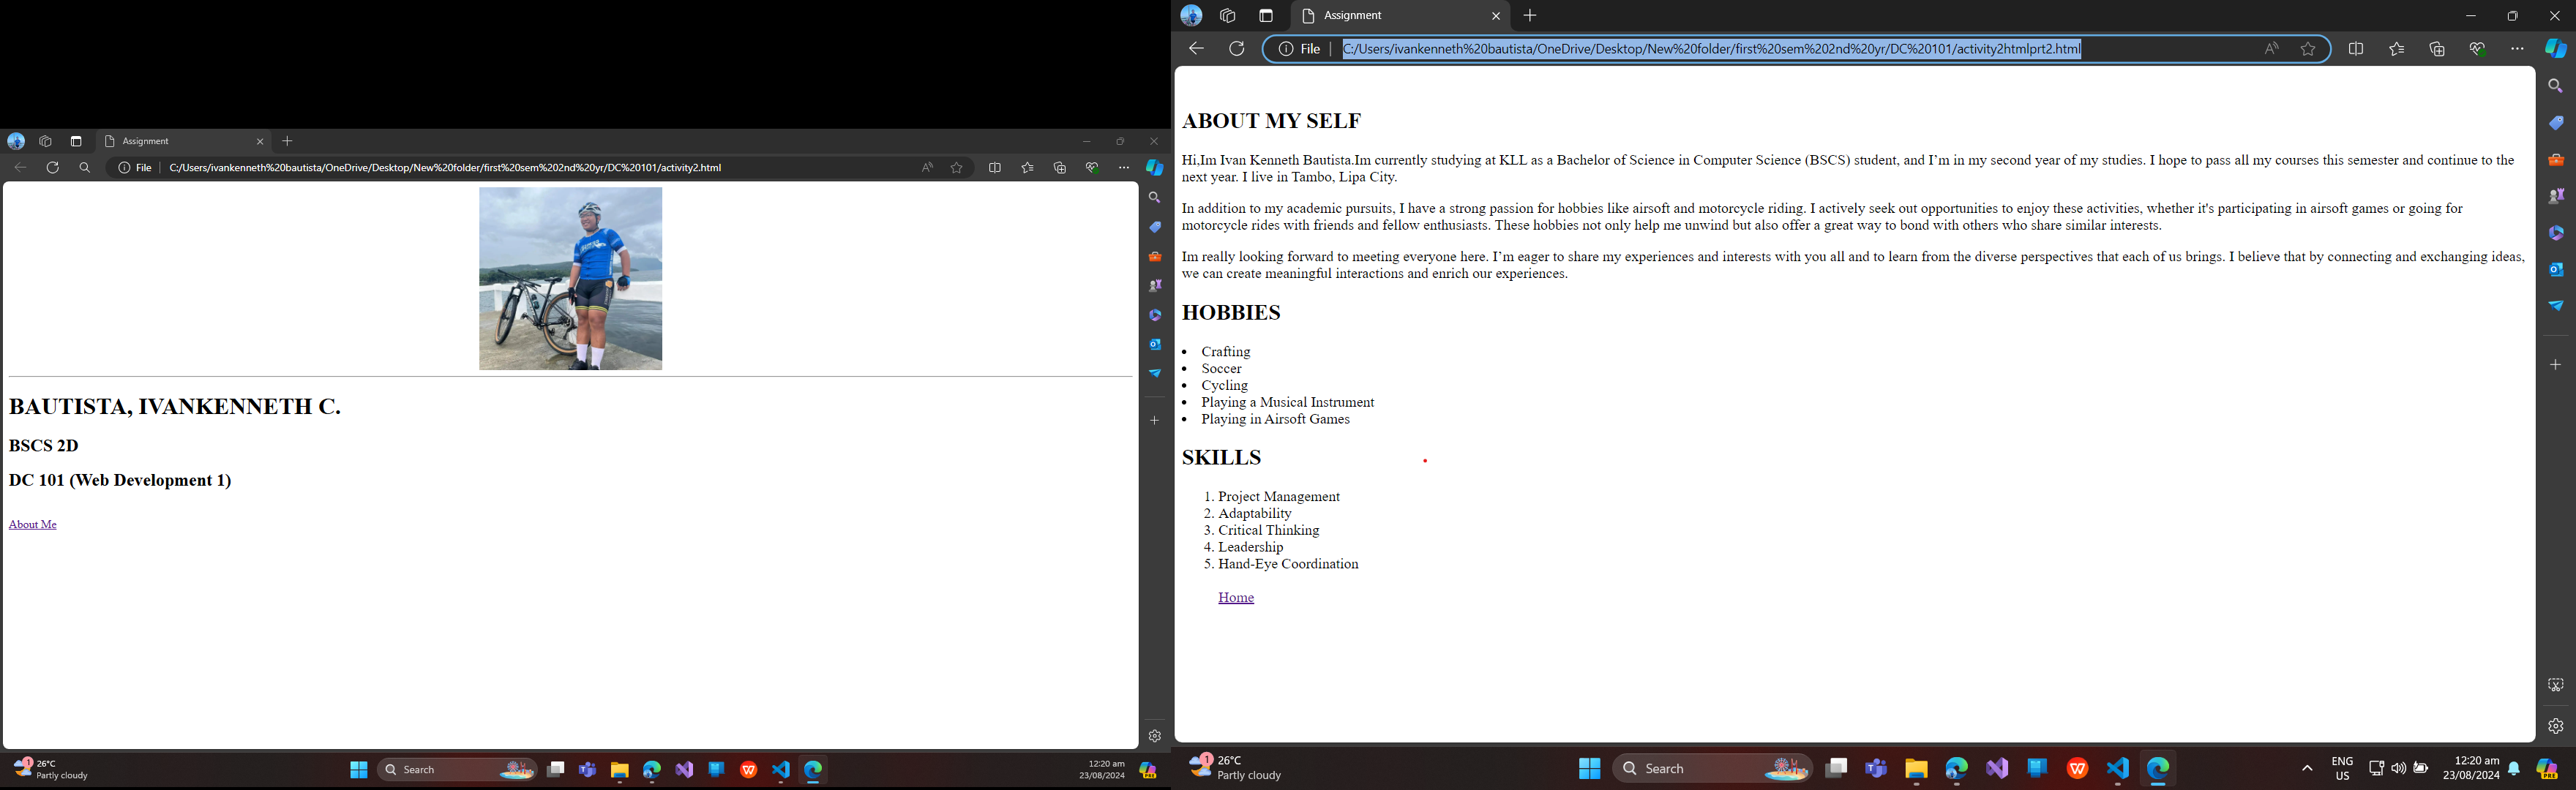 Assignment
File
C:/Users/ivankenneth%20bautista/OneDrive/Desktop/New%20folder/first%20sem%202nd%20yr/DC%20101/activity2.html
BAUTISTA, IVANKENNETH C.
BSCS 2D
DC 101 (Web Development 1)
About Me
1
26°C
Partly cloudy
Search
12:20 am
23/08/2024
PRE
Assignment
File
C:/Users/ivankenneth%20bautista/OneDrive/Desktop/New%20folder/first%20sem%202nd%20yr/DC%20101/activity2htmlprt2.html
ABOUT MY SELF
Hi,Im Ivan Kenneth Bautista.Im currently studying at KLL as a Bachelor of Science in Computer Science (BSCS) student, and I’m in my second year of my studies. I hope to pass all my courses this semester and continue to the
next year. I live in Tambo, Lipa City.
In addition to my academic pursuits, I have a strong passion for hobbies like airsoft and motorcycle riding. I actively seek out opportunities to enjoy these activities, whether it's participating in airsoft games or going for
motorcycle rides with friends and fellow enthusiasts. These hobbies not only help me unwind but also offer a great way to bond with others who share similar interests.
Im really looking forward to meeting everyone here. I’m eager to share my experiences and interests with you all and to learn from the diverse perspectives that each of us brings. I believe that by connecting and exchanging ideas,
we can create meaningful interactions and enrich our experiences.
HOBBIES
• Crafting
• Soccer
• Cycling
• Playing a Musical Instrument
• Playing in Airsoft Games
SKILLS
1. Project Management
2. Adaptability
3. Critical Thinking
4. Leadership
5. Hand-Eye Coordination
Home
1
26°C
Partly cloudy
Search
ENG
US
12:20 am
23/08/2024
PRE